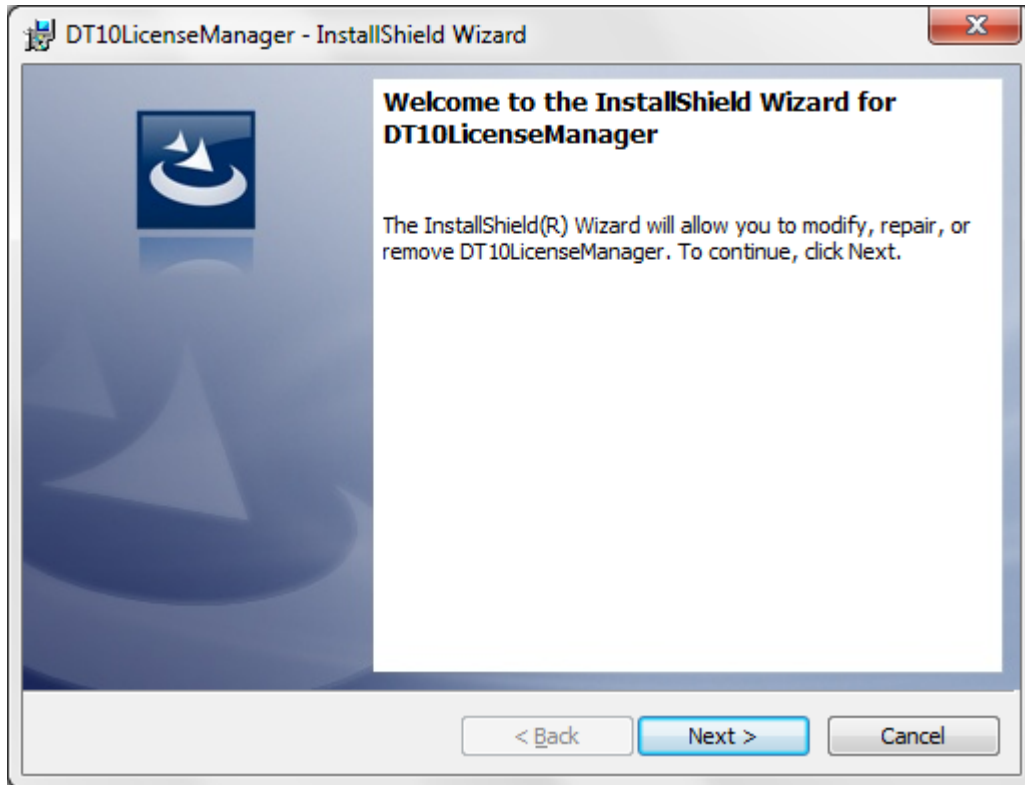 DT10LicenseManager - InstallShield Wizard
Welcome to the InstallShield Wizard for
DT10LicenseManager
The InstallShield(R) Wizard will allow you to modify, repair, or
remove DT10LicenseManager. To continue, click Next.
< Back Next > Cancel